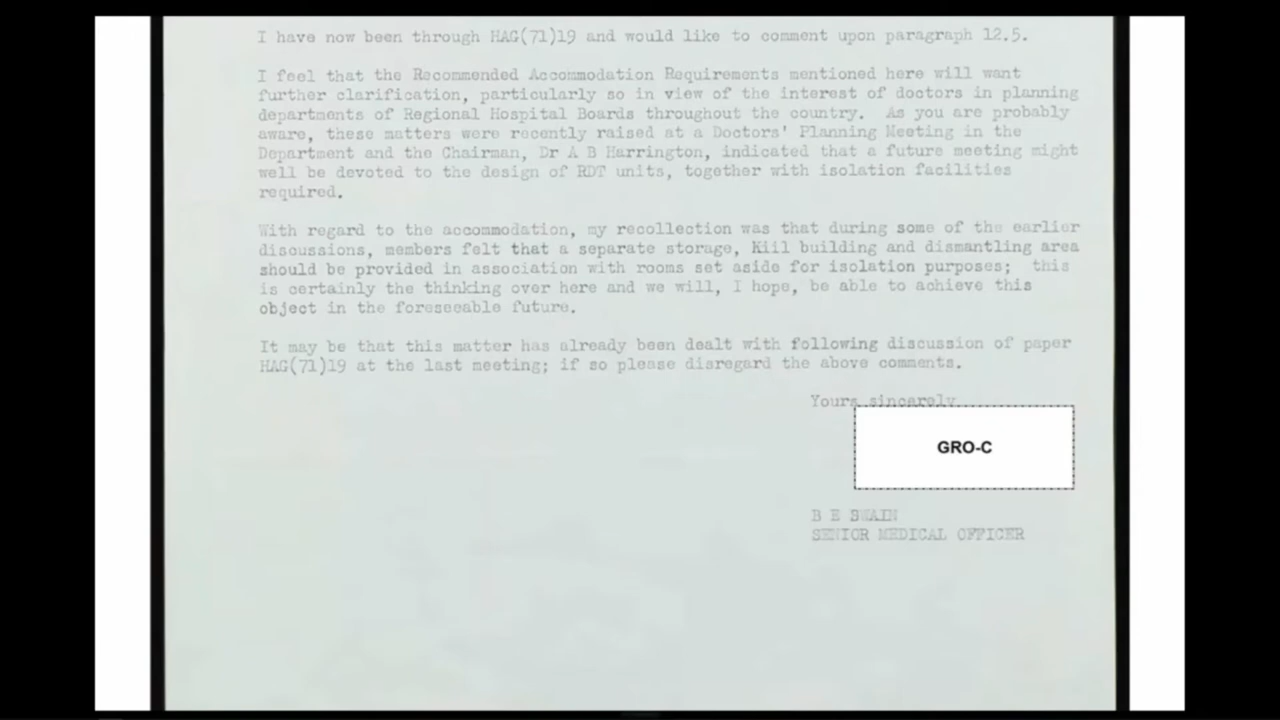 I have now been through HAG(71)19 and would like to comment upon paragraph 12.5.
I feel that the Recommended Accommodation Requirements mentioned here will want
further clarification, particularly so in view of the interest of doctors in planning
departments of Regional Hospital Boards throughout the country. As you are probably
aware, these matters were recently raised at a Doctors' Planning Meeting in the
Department and the Chairman, Dr A B Harrington, indicated that a future meeting might
well be devoted to the design of RDT units, together with isolation facilities
required.
With regard to the accommodation, my recollection was that during some of the earlier
discussions, members felt that a separate storage, Kiil building and dismantling area
should be provided in association with rooms set aside for isolation purposes; this
is certainly the thinking over here and we will, I hope, be able to achieve this
object in the foreseeable future.
It may be that this matter has already been dealt with following discussion of paper
HAG(71)19 at the last meeting; if so please disregard the above comments.
Yours sincerely
GRO-C
B E SWAIN
SENIOR MEDICAL OFFICER